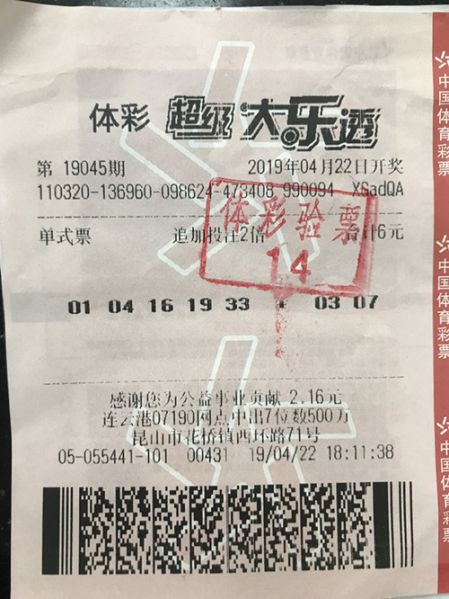 体彩 超级大乐透
第 19045期 2019年04月22日开奖
110320-136960-098624-473408 990094 XSadQA
体彩验票
14
单式票 追加投注2倍 合计6元
01 04 16 19 33 + 03 07
感谢您为公益事业贡献 2.16元
连云港07190网点中出7位数500万
昆山市花桥镇西环路71号
05-055441-101 00431 19/04/22 18:11:38
中国体育彩票
中国体育彩票
中国体育彩票